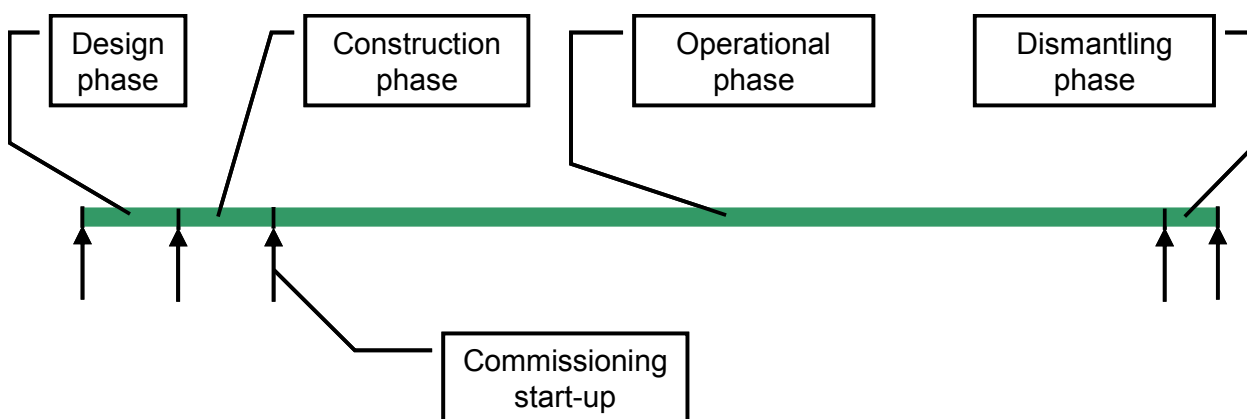 Design
phase
Construction
phase
Operational
phase
Dismantling
phase
Commissioning
start-up